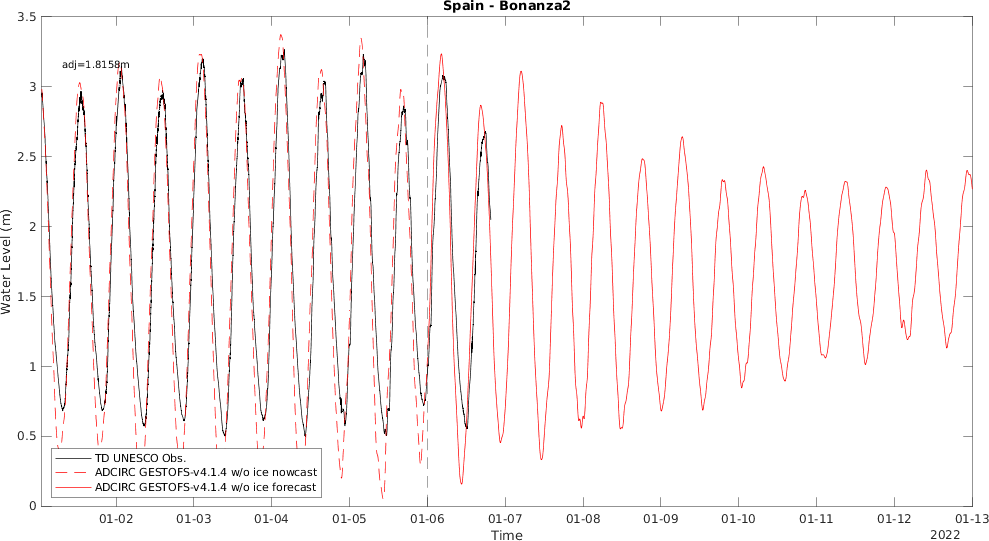 Spain - Bonanza2
adj=1.8158m
3.5
3
2.5
2
1.5
1
0.5
0
Water Level (m)
TD UNESCO Obs.
ADCIRC GESTOFS-v4.1.4 w/o ice nowcast
ADCIRC GESTOFS-v4.1.4 w/o ice forecast
01-02 01-03 01-04 01-05 01-06 01-07 01-08 01-09 01-10 01-11 01-12 01-13
Time
2022